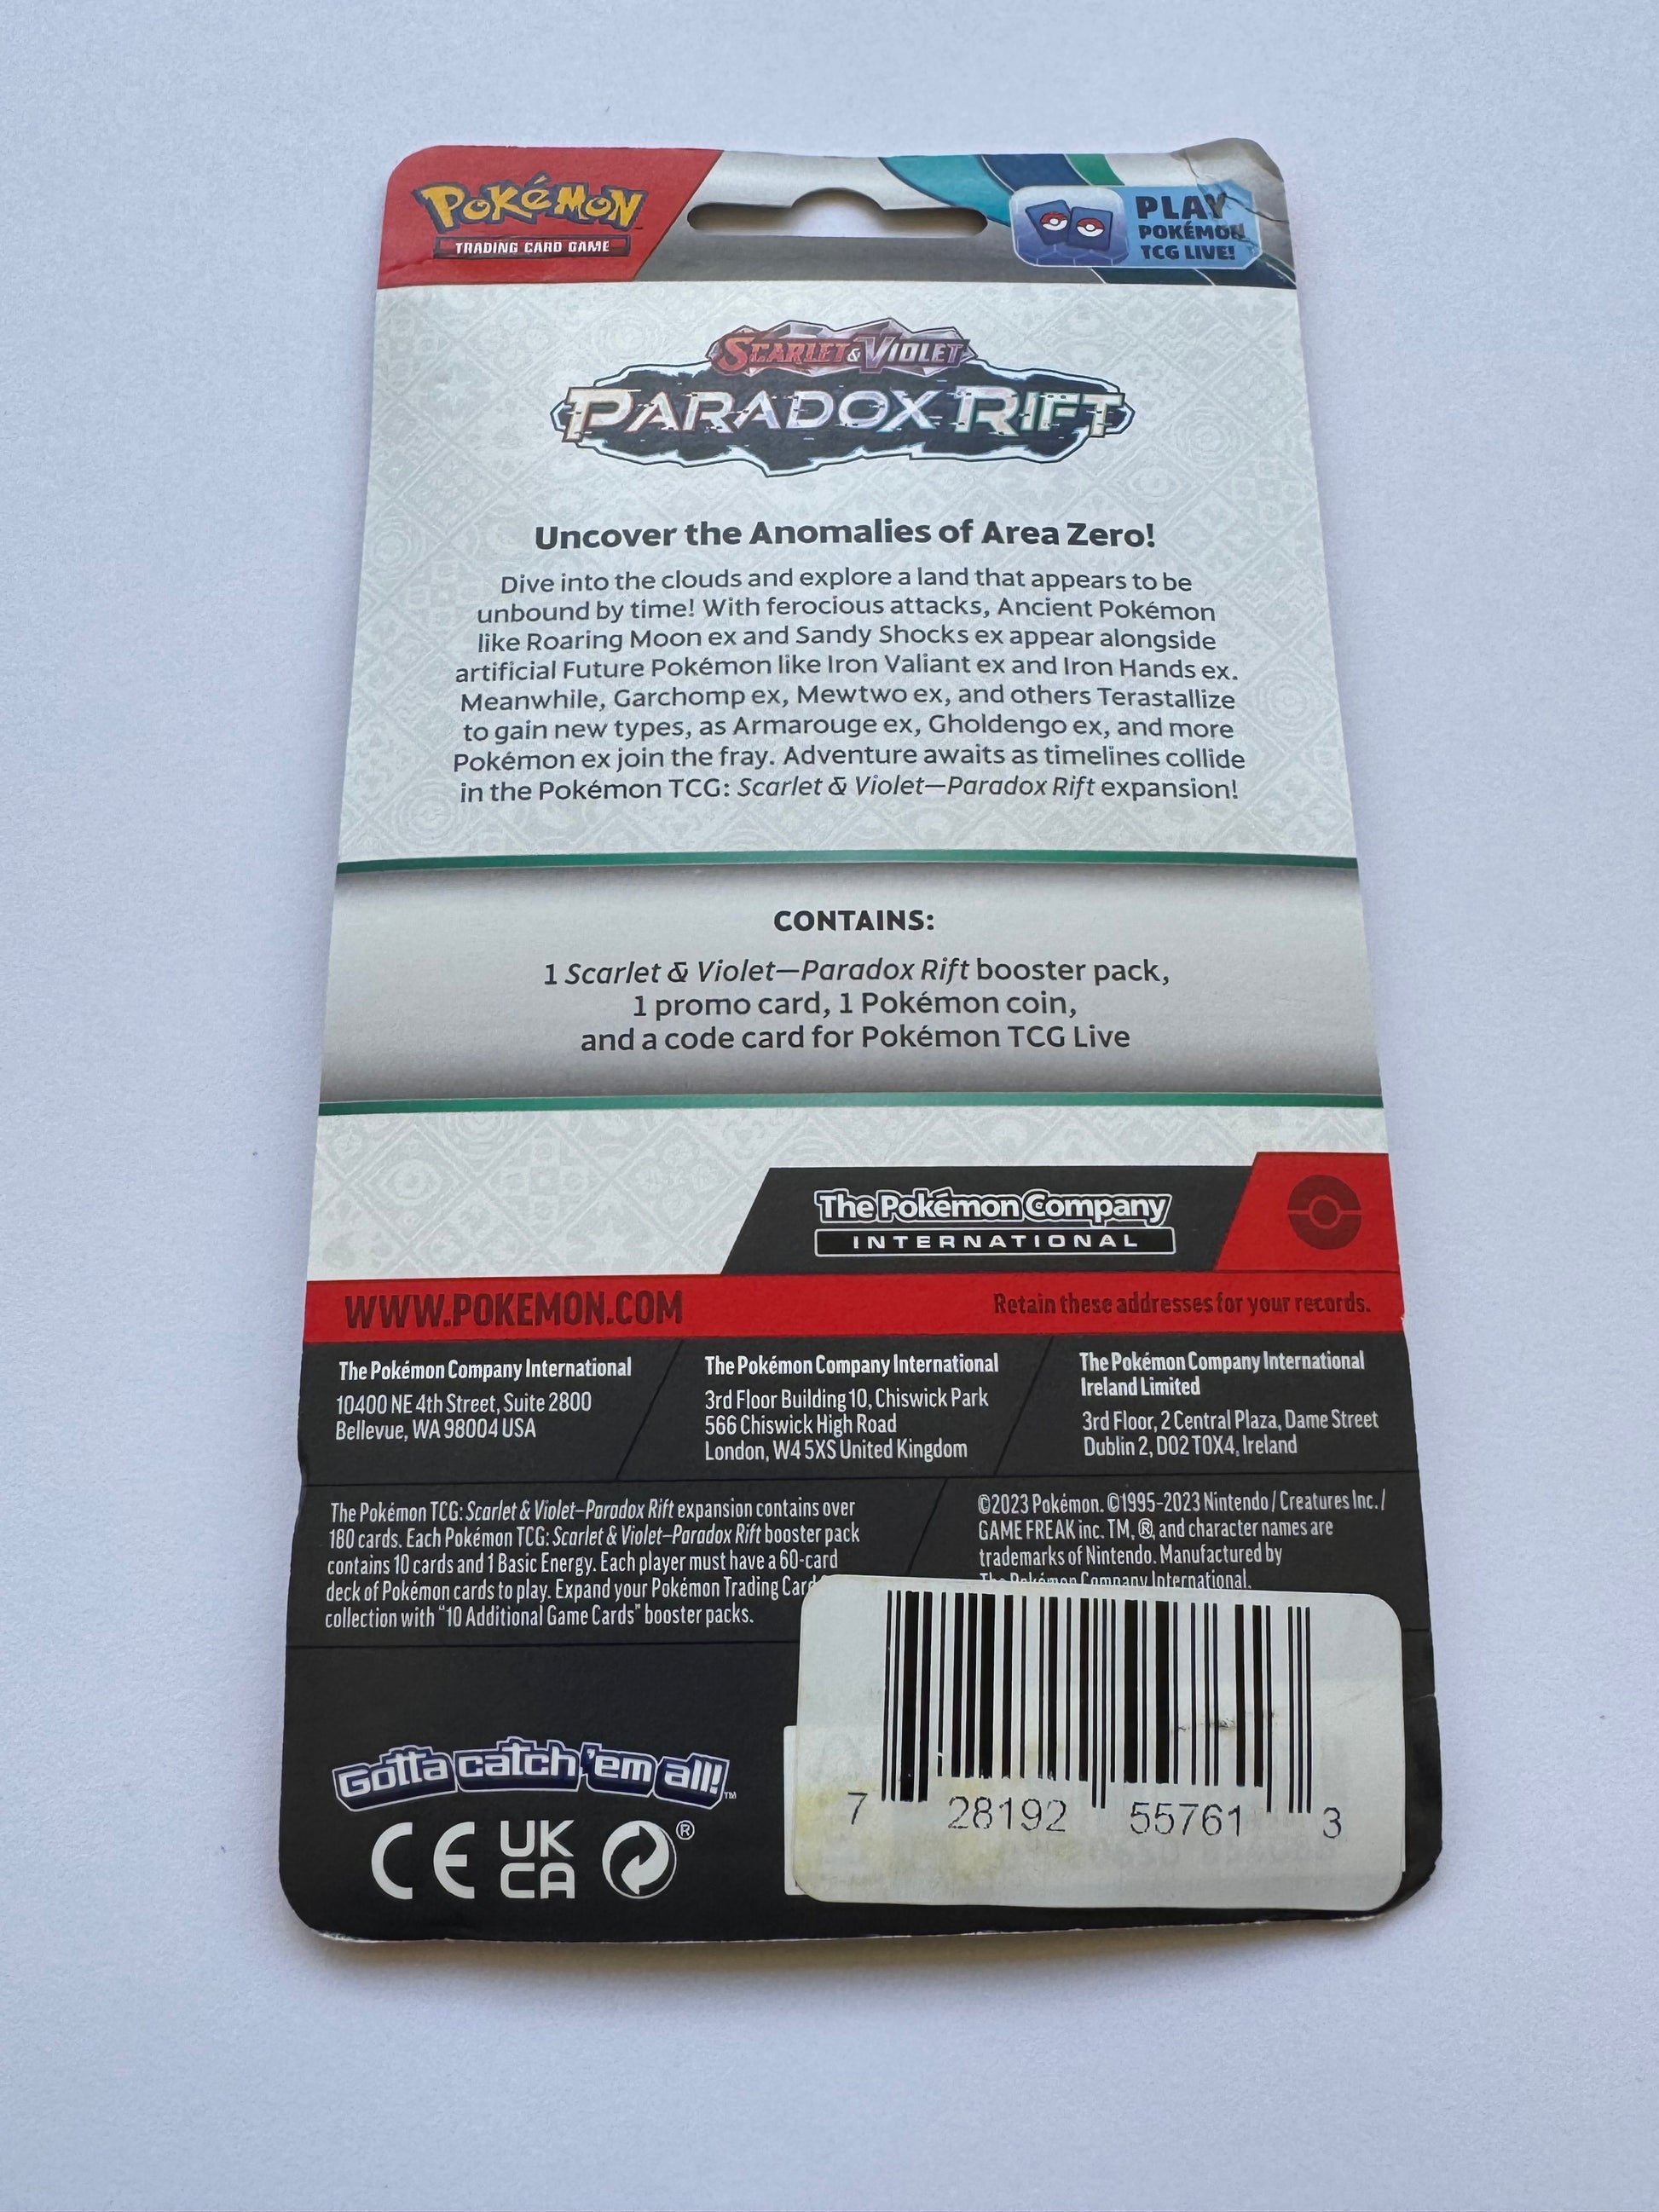 POKéMON
TRADING CARD GAME
PLAY
POKÉMON
TCG LIVE!
SCARLET & VIOLET
PARADOX RIFT
Uncover the Anomalies of Area Zero!
Dive into the clouds and explore a land that appears to be
unbound by time! With ferocious attacks, Ancient Pokémon
like Roaring Moon ex and Sandy Shocks ex appear alongside
artificial Future Pokémon like Iron Valiant ex and Iron Hands ex.
Meanwhile, Garchomp ex, Mewtwo ex, and others Terastallize
to gain new types, as Armarouge ex, Gholdengo ex, and more
Pokémon ex join the fray. Adventure awaits as timelines collide
in the Pokémon TCG: Scarlet & Violet—Paradox Rift expansion!
CONTAINS:
1 Scarlet & Violet—Paradox Rift booster pack,
1 promo card, 1 Pokémon coin,
and a code card for Pokémon TCG Live
The Pokémon Company
INTERNATIONAL
WWW.POKEMON.COM
Retain these addresses for your records.
The Pokémon Company International
10400 NE 4th Street, Suite 2800
Bellevue, WA 98004 USA
The Pokémon Company International
3rd Floor Building 10, Chiswick Park
566 Chiswick High Road
London, W4 5XS United Kingdom
The Pokémon Company International
Ireland Limited
3rd Floor, 2 Central Plaza, Dame Street
Dublin 2, D02 T0X4, Ireland
The Pokémon TCG: Scarlet & Violet–Paradox Rift expansion contains over
180 cards. Each Pokémon TCG: Scarlet & Violet–Paradox Rift booster pack
contains 10 cards and 1 Basic Energy. Each player must have a 60-card
deck of Pokémon cards to play. Expand your Pokémon Trading Card
collection with "10 Additional Game Cards" booster packs.
©2023 Pokémon. ©1995–2023 Nintendo / Creatures Inc. /
GAME FREAK inc. TM, ®, and character names are
trademarks of Nintendo. Manufactured by
The Pokémon Company International.
Gotta catch 'em all!™
CE UK
CA ®
7 28192 55761 3